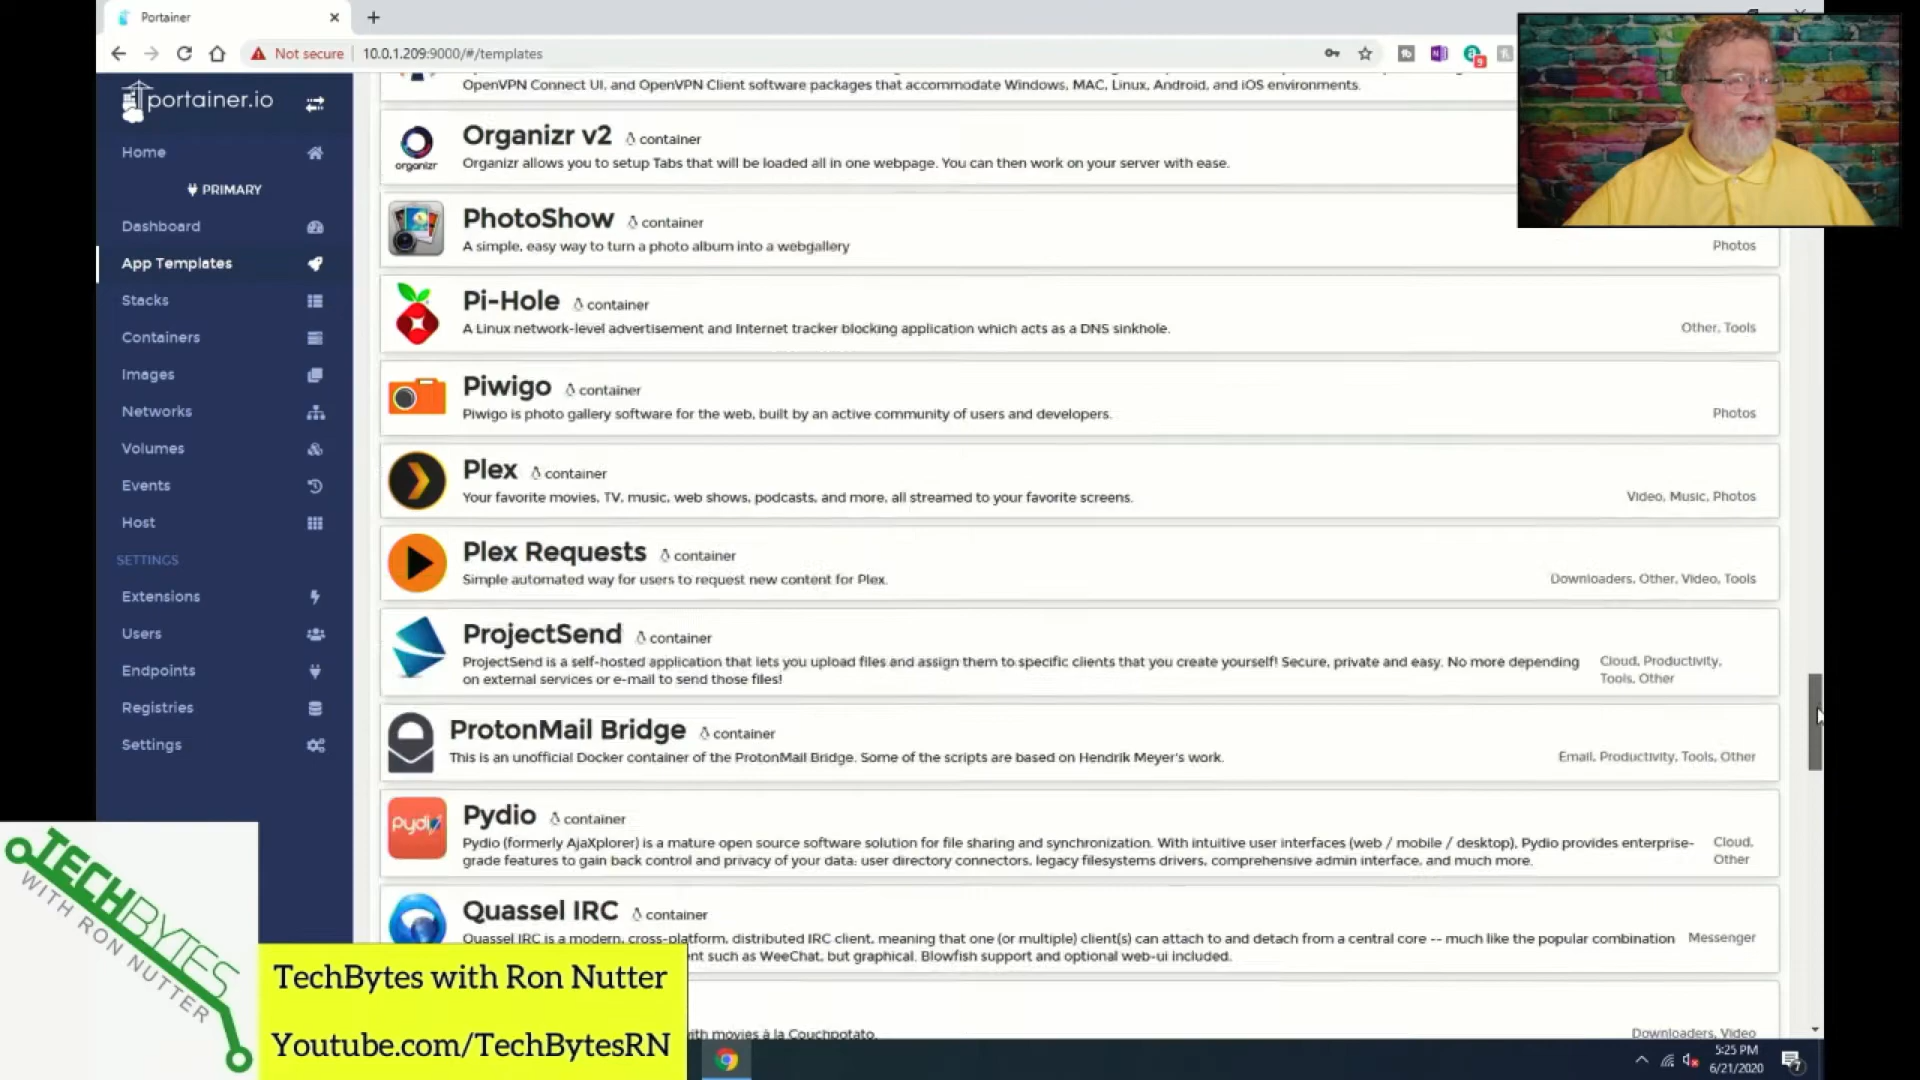 Portainer
Not secure
10.0.1.209:9000/#/templates
9
portainer.io
Home
PRIMARY
Dashboard
App Templates
Stacks
Containers
Images
Networks
Volumes
Events
Host
SETTINGS
Extensions
Users
Endpoints
Registries
Settings
OpenVPN Connect UI, and OpenVPN Client software packages that accommodate Windows, MAC, Linux, Android, and iOS environments.
organizr
Organizr v2 container
Organizr allows you to setup Tabs that will be loaded all in one webpage. You can then work on your server with ease.
PhotoShow container
A simple, easy way to turn a photo album into a webgallery
Photos
Pi-Hole container
A Linux network-level advertisement and Internet tracker blocking application which acts as a DNS sinkhole.
Other, Tools
Piwigo container
Piwigo is photo gallery software for the web, built by an active community of users and developers.
Photos
Plex container
Your favorite movies, TV, music, web shows, podcasts, and more, all streamed to your favorite screens.
Video, Music, Photos
Plex Requests container
Simple automated way for users to request new content for Plex.
Downloaders, Other, Video, Tools
ProjectSend container
ProjectSend is a self-hosted application that lets you upload files and assign them to specific clients that you create yourself! Secure, private and easy. No more depending
on external services or e-mail to send those files!
Cloud, Productivity,
Tools, Other
ProtonMail Bridge container
This is an unofficial Docker container of the ProtonMail Bridge. Some of the scripts are based on Hendrik Meyer's work.
Email, Productivity, Tools, Other
Pydio
Pydio container
Pydio (formerly AjaXplorer) is a mature open source software solution for file sharing and synchronization. With intuitive user interfaces (web / mobile / desktop), Pydio provides enterprise-
grade features to gain back control and privacy of your data: user directory connectors, legacy filesystems drivers, comprehensive admin interface, and much more.
Cloud,
Other
Quassel IRC container
Quassel IRC is a modern, cross-platform, distributed IRC client, meaning that one (or multiple) client(s) can attach to and detach from a central core -- much like the popular combination
such as WeeChat, but graphical. Blowfish support and optional web-ui included.
Messenger
with movies à la Couchpotato.
Downloaders, Video
TECHBYTES
WITH RON NUTTER
TechBytes with Ron Nutter
Youtube.com/TechBytesRN
5:25 PM
6/21/2020